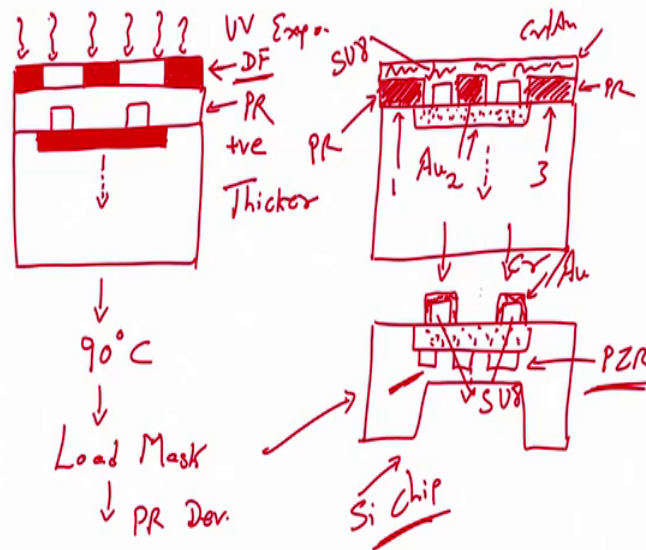 UV Expo.
DF
PR
+ve
Thicker
90°C
Load Mask
PR Dev.
SU8
Cr/Au
PR
PR
1
Au
2
3
Cr/Au
PZR
SU8
Si Chip